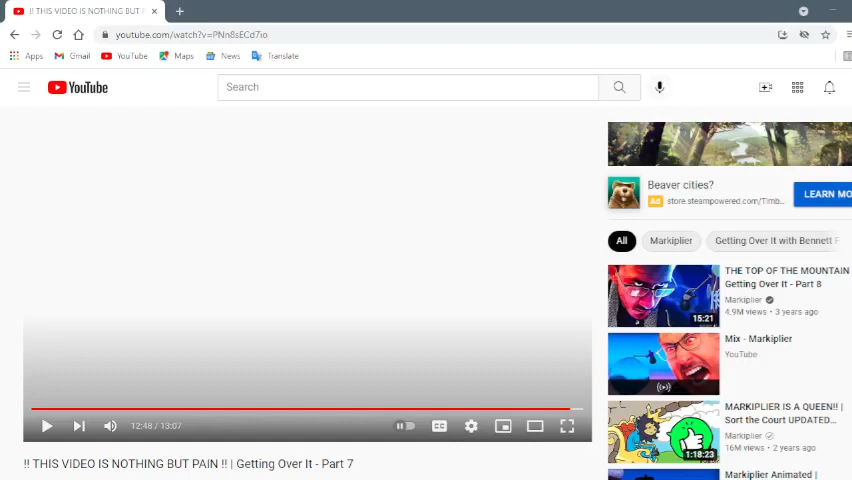 !! THIS VIDEO IS NOTHING BUT P
youtube.com/watch?v=PNn8sECd7io
Apps Gmail YouTube Maps News Translate
YouTube
Search
Beaver cities?
Ad store.steampowered.com/Timb...
LEARN MO
All Markiplier Getting Over It with Bennett F
THE TOP OF THE MOUNTAIN
Getting Over It - Part 8
Markiplier
4.9M views • 3 years ago
15:21
Mix - Markiplier
YouTube
MARKIPLIER IS A QUEEN!! |
Sort the Court UPDATED...
Markiplier
16M views • 2 years ago
1:18:23
Markiplier Animated |
12:48 / 13:07
CC
!! THIS VIDEO IS NOTHING BUT PAIN !! | Getting Over It - Part 7